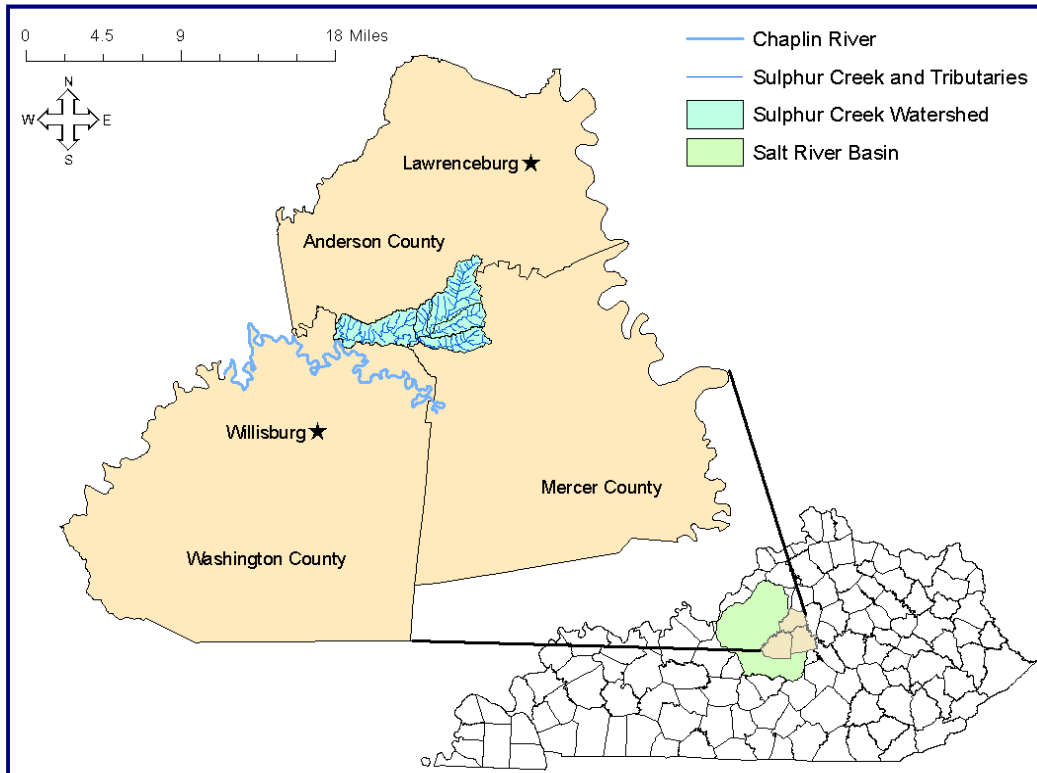 0 4.5 9 18 Miles
N
W E
S
Chaplin River
Sulphur Creek and Tributaries
Sulphur Creek Watershed
Salt River Basin
Lawrenceburg
Anderson County
Willisburg
Mercer County
Washington County